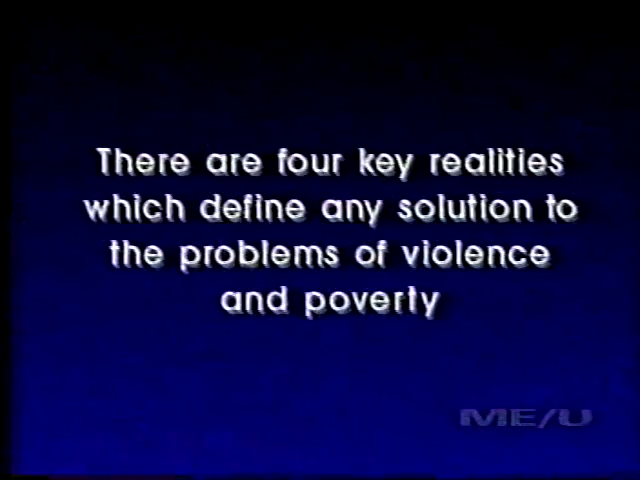 There are four key realities
which define any solution to
the problems of violence
and poverty
ME/U